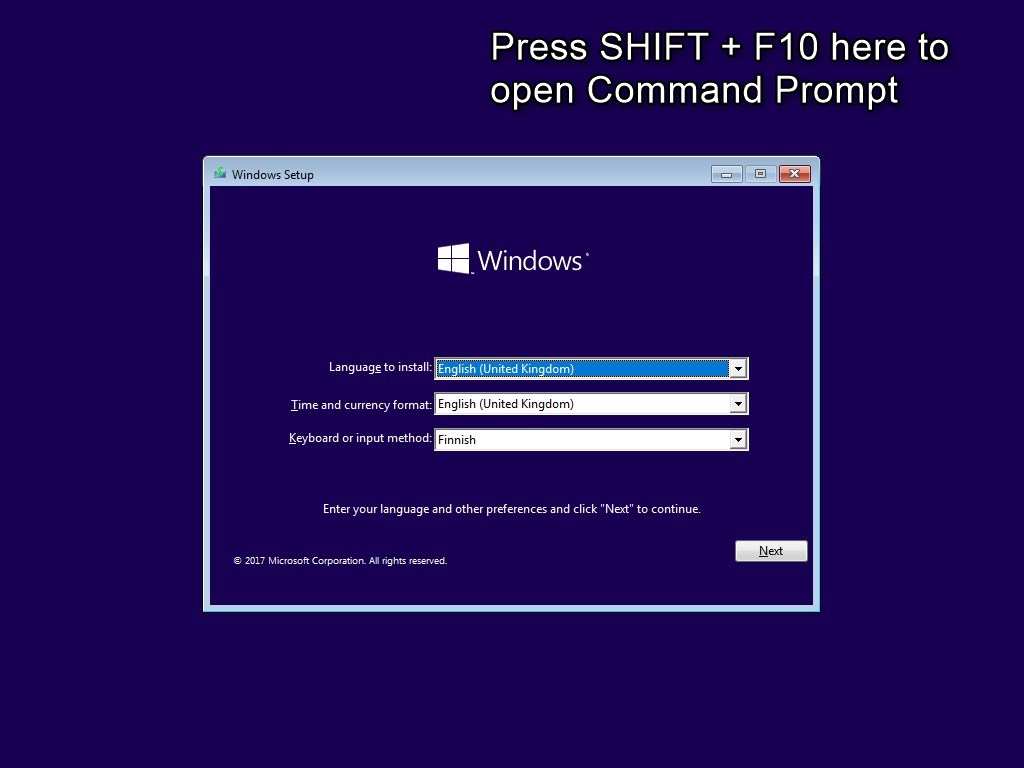 Press SHIFT + F10 here to
open Command Prompt
Windows Setup
Windows
Language to install: English (United Kingdom)
Time and currency format: English (United Kingdom)
Keyboard or input method: Finnish
Enter your language and other preferences and click "Next" to continue.
Next
© 2017 Microsoft Corporation. All rights reserved.